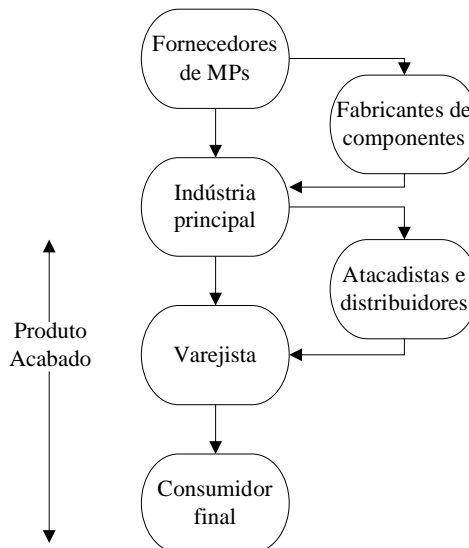 Fornecedores
de MPs
Fabricantes de
componentes
Indústria
principal
Atacadistas e
distribuidores
Produto
Acabado
Varejista
Consumidor
final